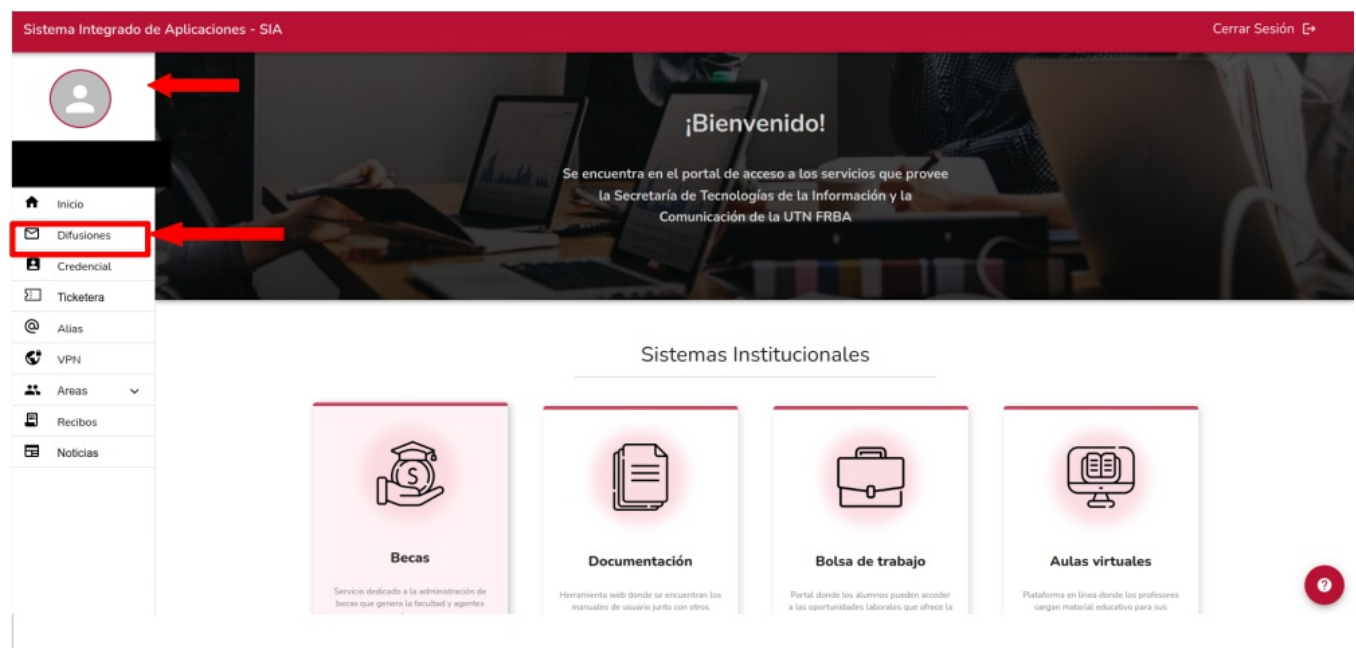 Sistema Integrado de Aplicaciones - SIA
Cerrar Sesión
¡Bienvenido!
Se encuentra en el portal de acceso a los servicios que provee
la Secretaría de Tecnologías de la Información y la
Comunicación de la UTN FRBA
Inicio
Difusiones
Credencial
Ticketera
Alias
VPN
Areas
Recibos
Noticias
Sistemas Institucionales
Becas
Servicio dedicado a la administración de
becas que genera la facultad y agentes
Documentación
Herramienta web donde se encuentran los
manuales de usuario junto con otros
Bolsa de trabajo
Portal donde los alumnos pueden acceder
a las oportunidades laborales que ofrece la
Aulas virtuales
Plataforma en línea donde los profesores
cargan material educativo para sus
?